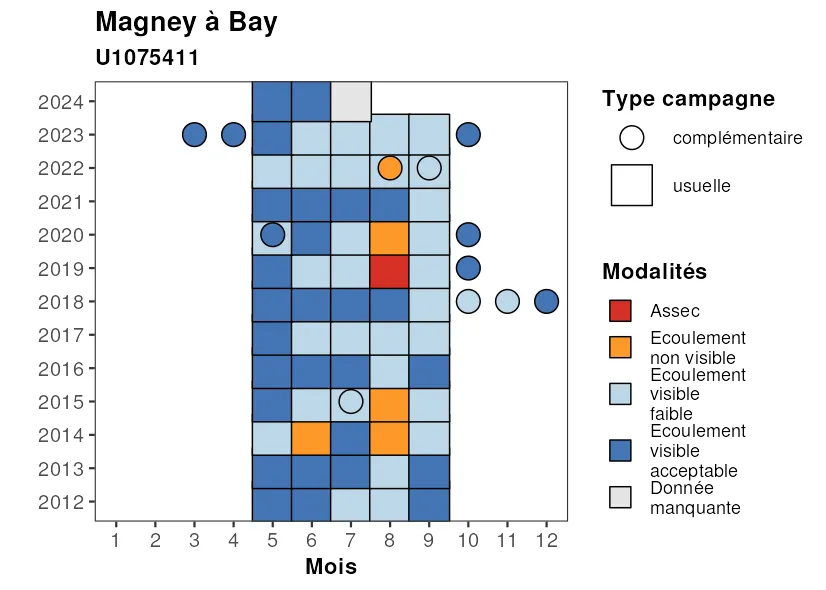 Magney à Bay
U1075411
2024
2023
2022
2021
2020
2019
2018
2017
2016
2015
2014
2013
2012
1 2 3 4 5 6 7 8 9 10 11 12
Mois
Type campagne
complémentaire
usuelle
Modalités
Assec
Ecoulement
non visible
Ecoulement
visible
faible
Ecoulement
visible
acceptable
Donnée
manquante